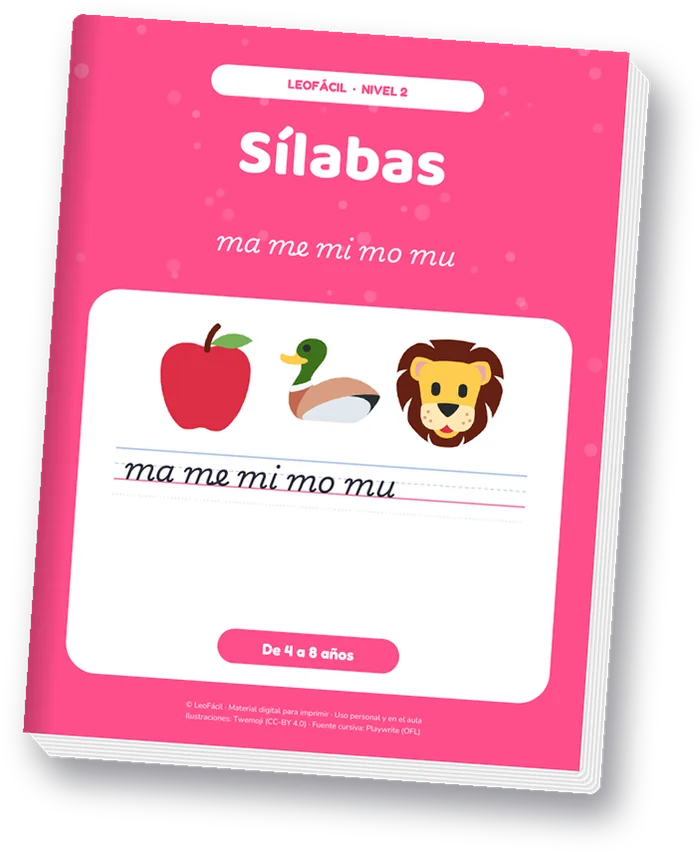 LEOFÁCIL · NIVEL 2
Sílabas
ma me mi mo mu
ma me mi mo mu
De 4 a 8 años
© LeoFácil · Material digital para imprimir · Uso personal y en el aula
Ilustraciones: Twemoji (CC-BY 4.0) · Fuente cursiva: Playwrite (OFL)